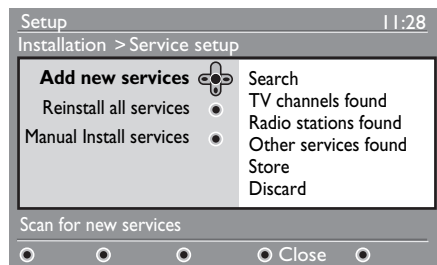 Setup 11:28
Installation > Service setup
Add new services
Reinstall all services
Manual Install services
Search
TV channels found
Radio stations found
Other services found
Store
Discard
Scan for new services
Close